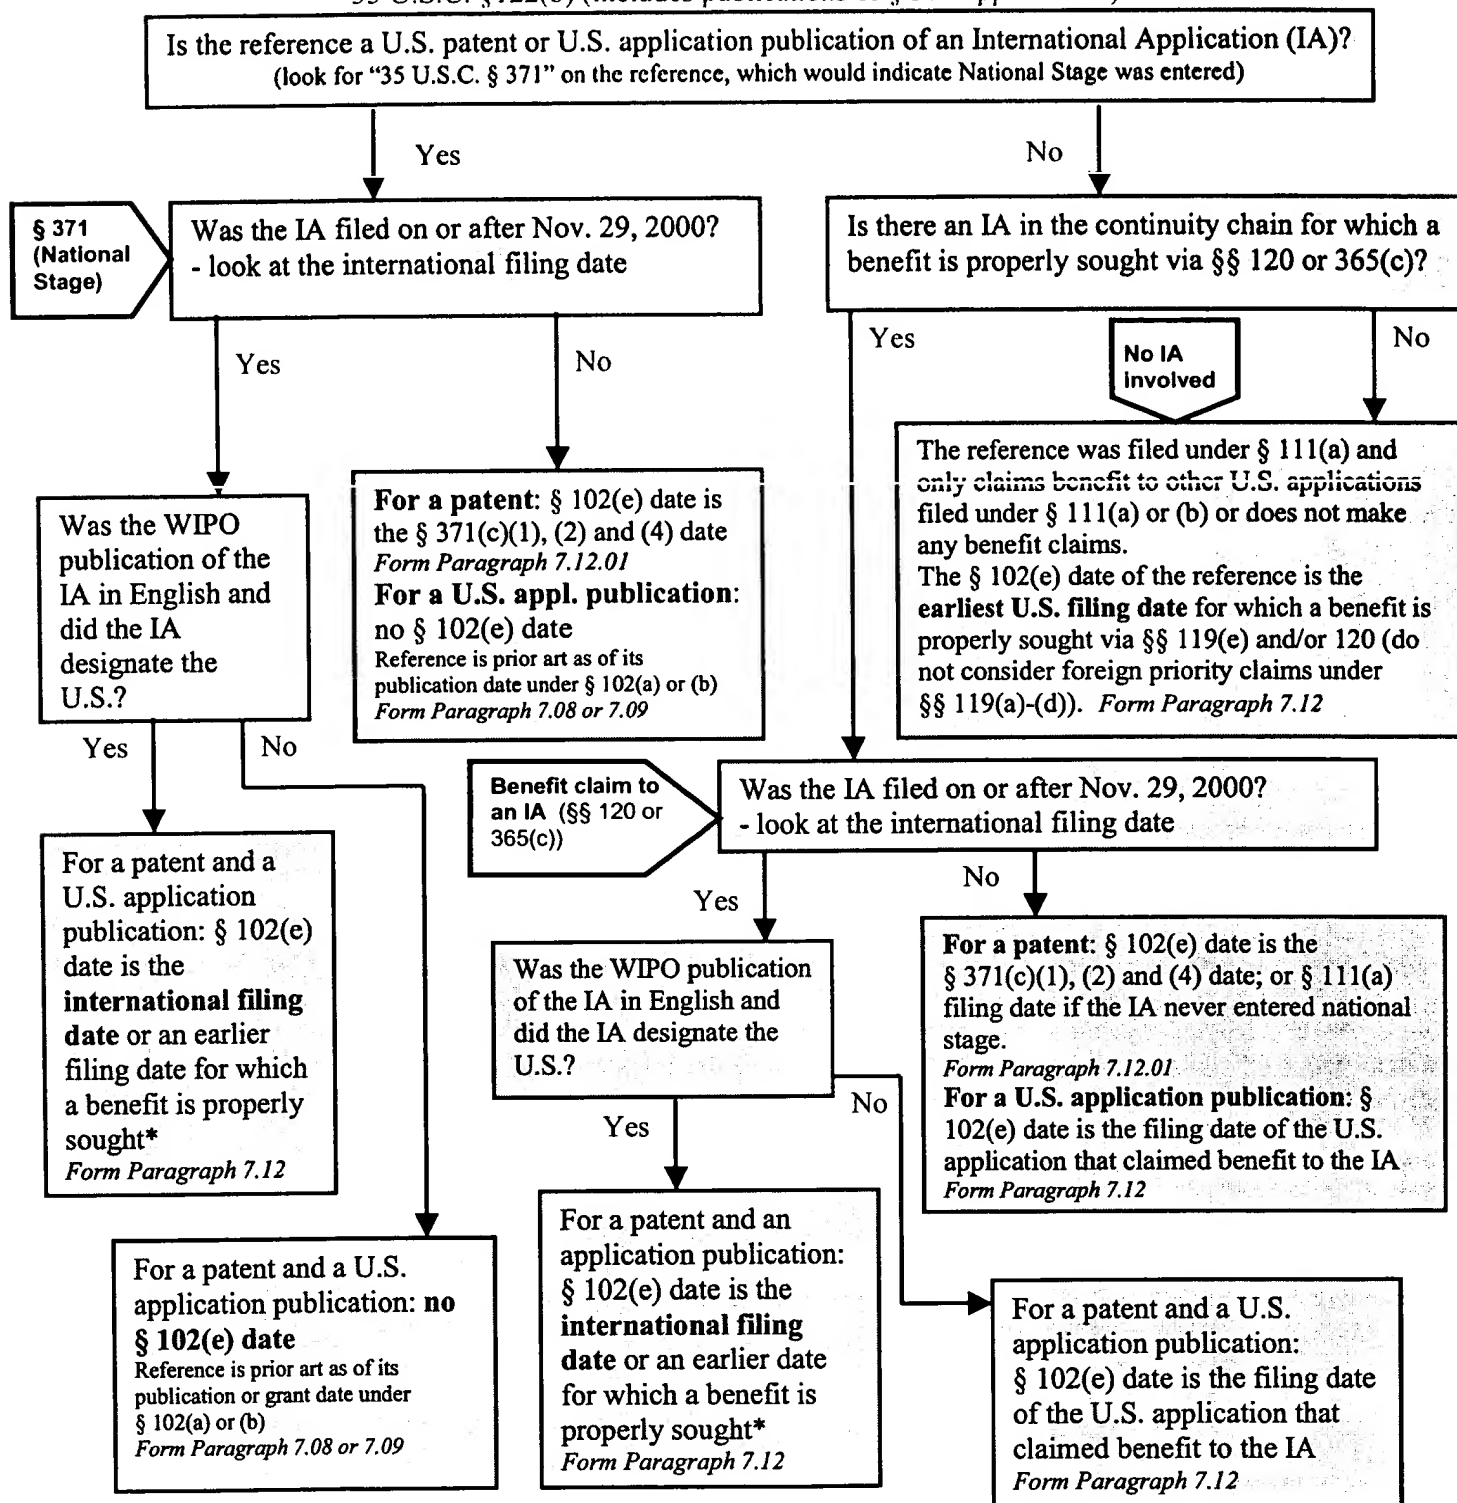 35 U.S.C. § 122(b) (includes publications of § 371 applications)
Is the reference a U.S. patent or U.S. application publication of an International Application (IA)?
(look for “35 U.S.C. § 371” on the reference, which would indicate National Stage was entered)
Yes
No
§ 371
(National
Stage)
Was the IA filed on or after Nov. 29, 2000?
- look at the international filing date
Is there an IA in the continuity chain for which a
benefit is properly sought via §§ 120 or 365(c)?
Yes
No
Yes
No
No IA
involved
Was the WIPO
publication of the
IA in English and
did the IA
designate the
U.S.?
For a patent: § 102(e) date is
the § 371(c)(1), (2) and (4) date
Form Paragraph 7.12.01
For a U.S. appl. publication:
no § 102(e) date
Reference is prior art as of its
publication date under § 102(a) or (b)
Form Paragraph 7.08 or 7.09
The reference was filed under § 111(a) and
only claims benefit to other U.S. applications
filed under § 111(a) or (b) or does not make
any benefit claims.
The § 102(e) date of the reference is the
earliest U.S. filing date for which a benefit is
properly sought via §§ 119(e) and/or 120 (do
not consider foreign priority claims under
§§ 119(a)-(d)). Form Paragraph 7.12
Yes
No
Benefit claim to
an IA (§§ 120 or
365(c))
Was the IA filed on or after Nov. 29, 2000?
- look at the international filing date
For a patent and a
U.S. application
publication: § 102(e)
date is the
international filing
date or an earlier
filing date for which
a benefit is properly
sought*
Form Paragraph 7.12
Yes
No
Was the WIPO publication
of the IA in English and
did the IA designate the
U.S.?
For a patent: § 102(e) date is the
§ 371(c)(1), (2) and (4) date; or § 111(a)
filing date if the IA never entered national
stage.
Form Paragraph 7.12.01
For a U.S. application publication: §
102(e) date is the filing date of the U.S.
application that claimed benefit to the IA
Form Paragraph 7.12
Yes
No
For a patent and a U.S.
application publication: no
§ 102(e) date
Reference is prior art as of its
publication or grant date under
§ 102(a) or (b)
Form Paragraph 7.08 or 7.09
For a patent and an
application publication:
§ 102(e) date is the
international filing
date or an earlier date
for which a benefit is
properly sought*
Form Paragraph 7.12
For a patent and a U.S.
application publication:
§ 102(e) date is the filing date
of the U.S. application that
claimed benefit to the IA
Form Paragraph 7.12